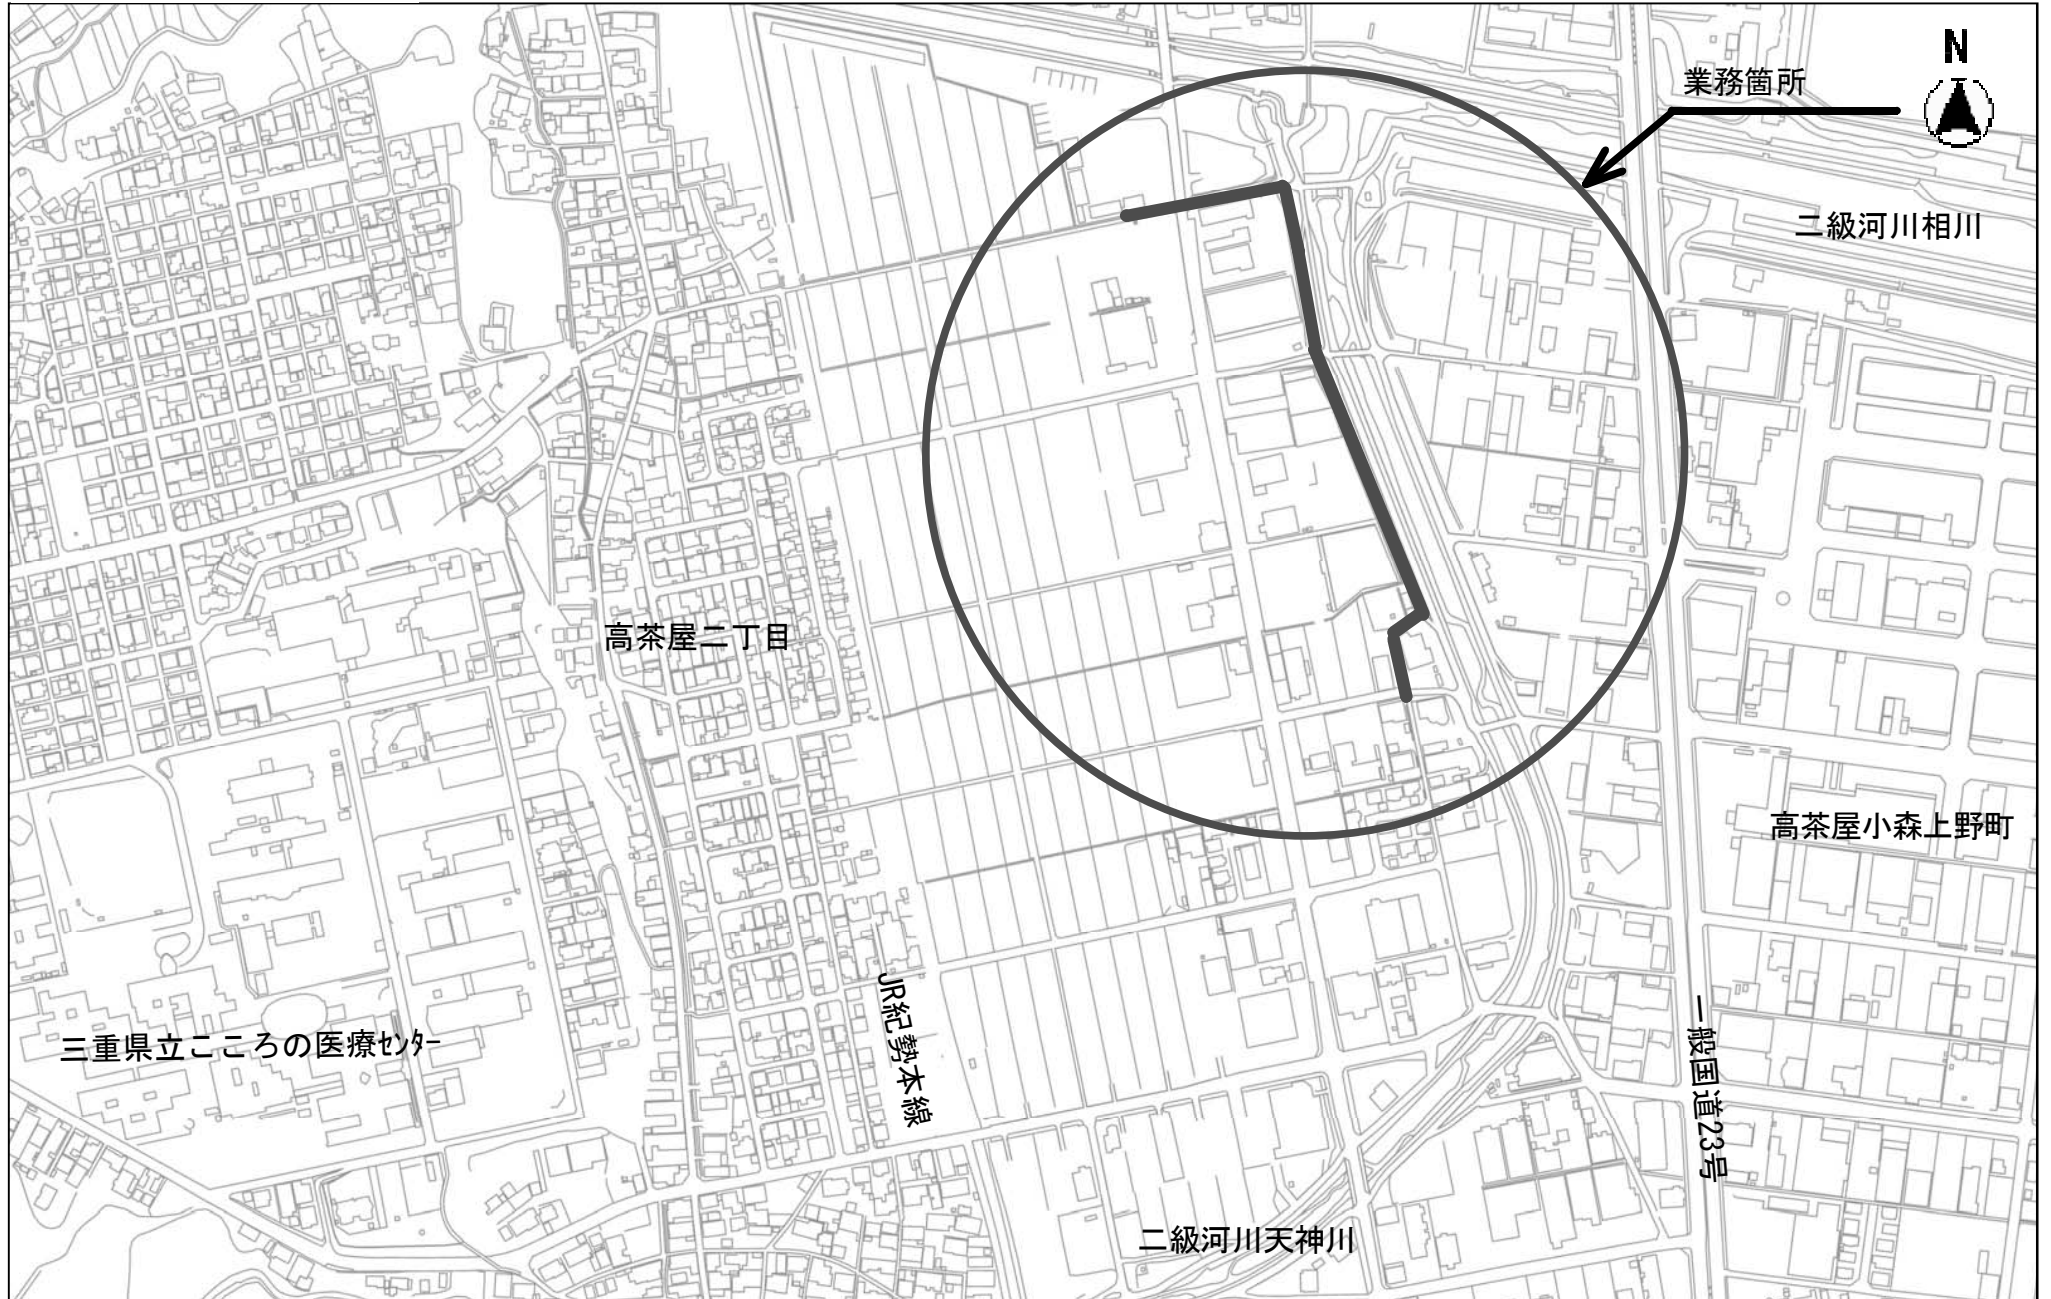 N
業務箇所
二級河川相川
高茶屋二丁目
高茶屋小森上野町
三重県立こころの医療ｾﾝﾀｰ
JR紀勢本線
一般国道23号
二級河川天神川